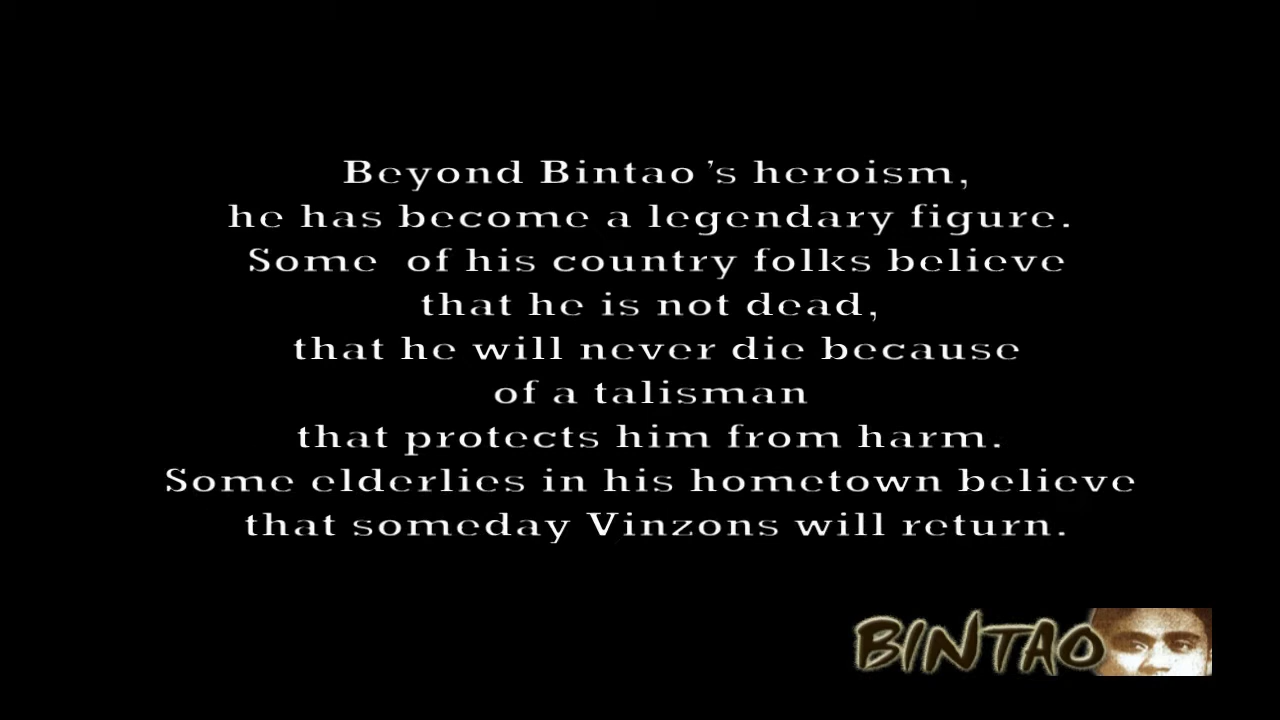 Beyond Bintao's heroism,
he has become a legendary figure.
Some of his country folks believe
that he is not dead,
that he will never die because
of a talisman
that protects him from harm.
Some elderlies in his hometown believe
that someday Vinzons will return.
BINTAO